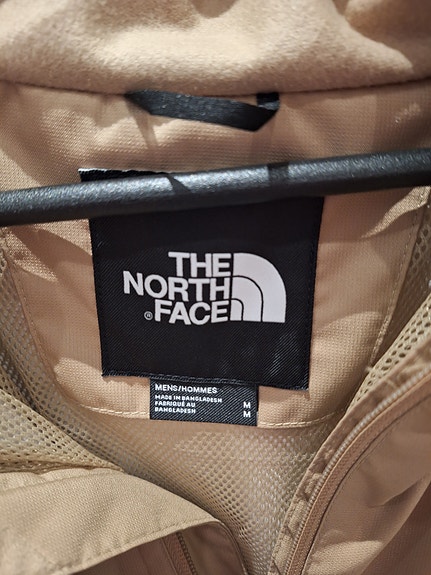 THE
NORTH
® FACE
MENS/HOMMES
MADE IN BANGLADESH M
FABRIQUÉ AU M
BANGLADESH